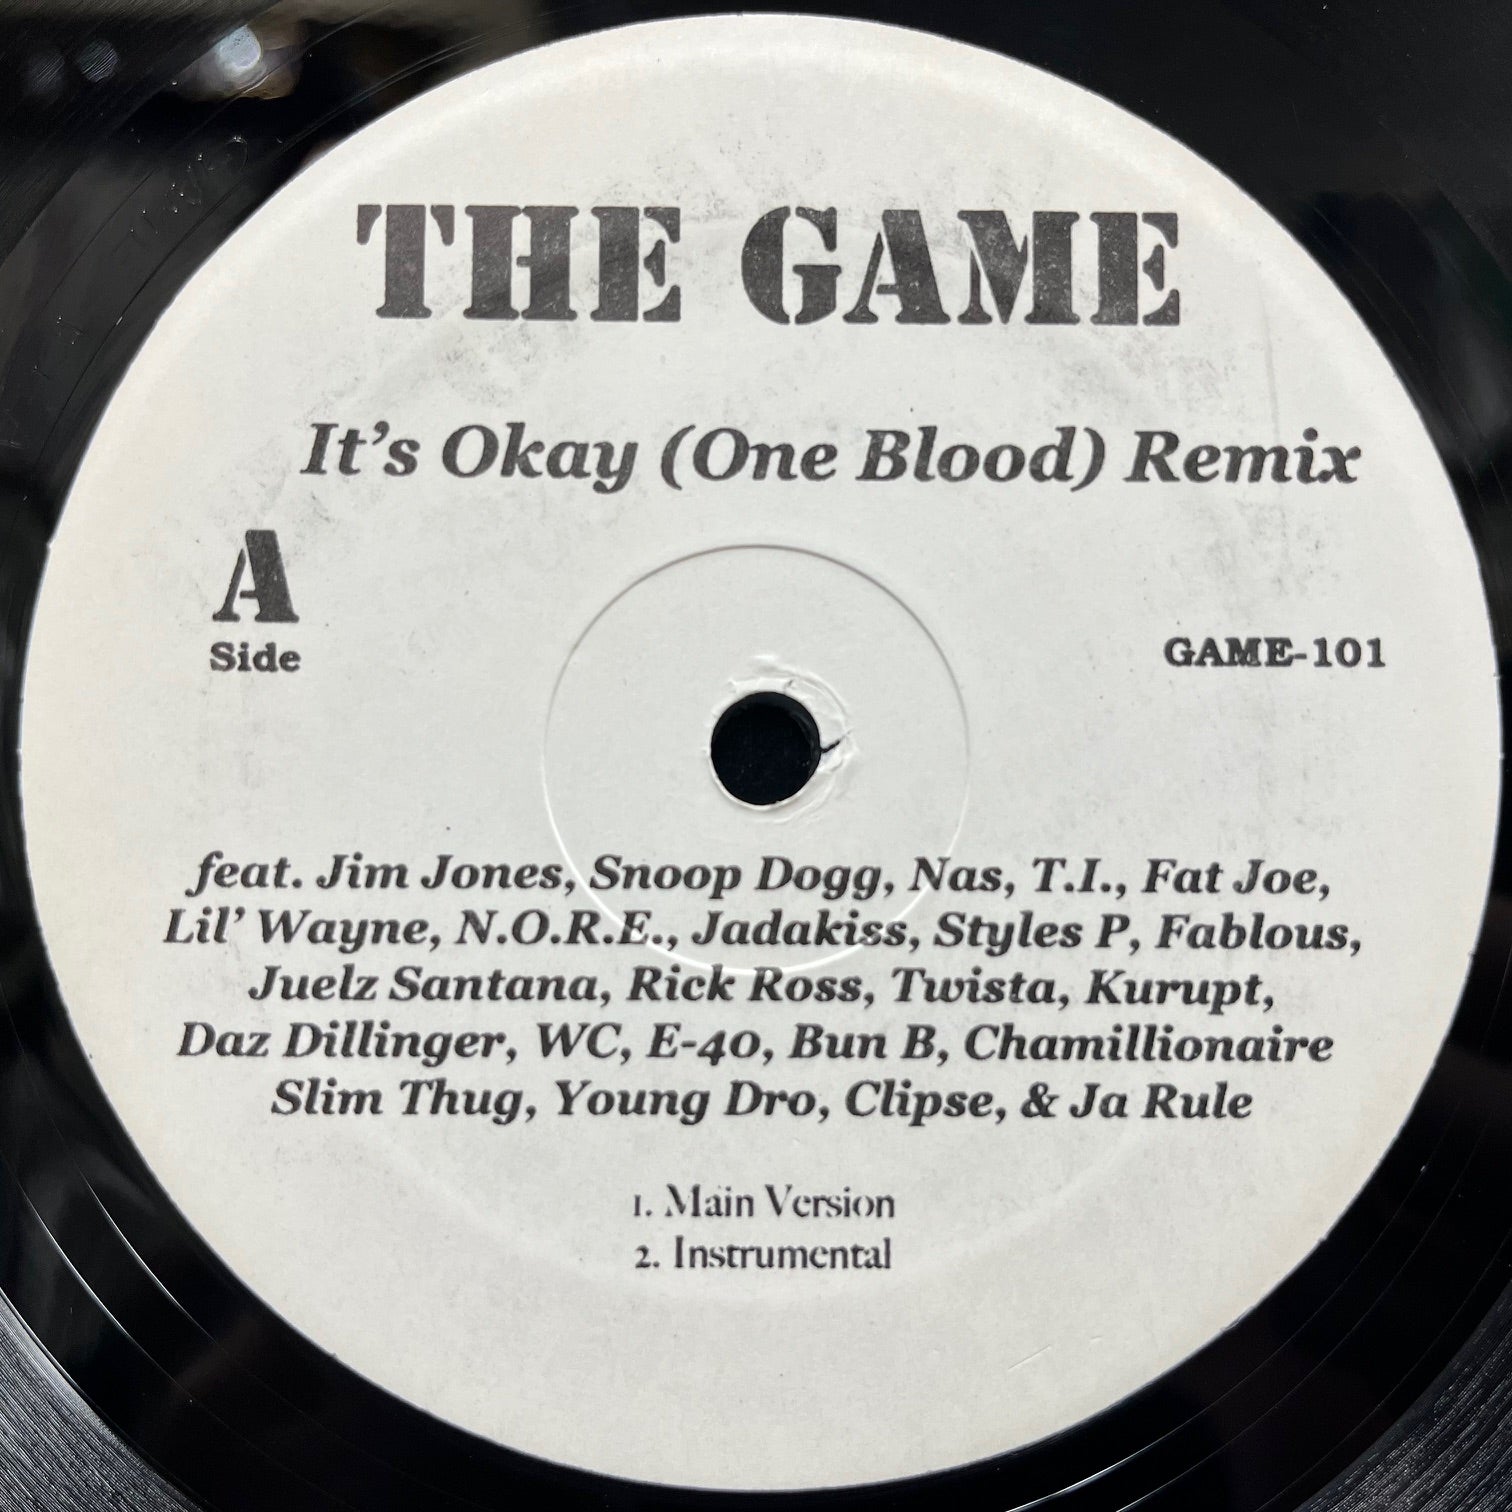 THE GAME
It's Okay (One Blood) Remix
A
Side
GAME-101
feat. Jim Jones, Snoop Dogg, Nas, T.I., Fat Joe,
Lil' Wayne, N.O.R.E., Jadakiss, Styles P, Fablous,
Juelz Santana, Rick Ross, Twista, Kurupt,
Daz Dillinger, WC, E-40, Bun B, Chamillionaire
Slim Thug, Young Dro, Clipse, & Ja Rule
1. Main Version
2. Instrumental